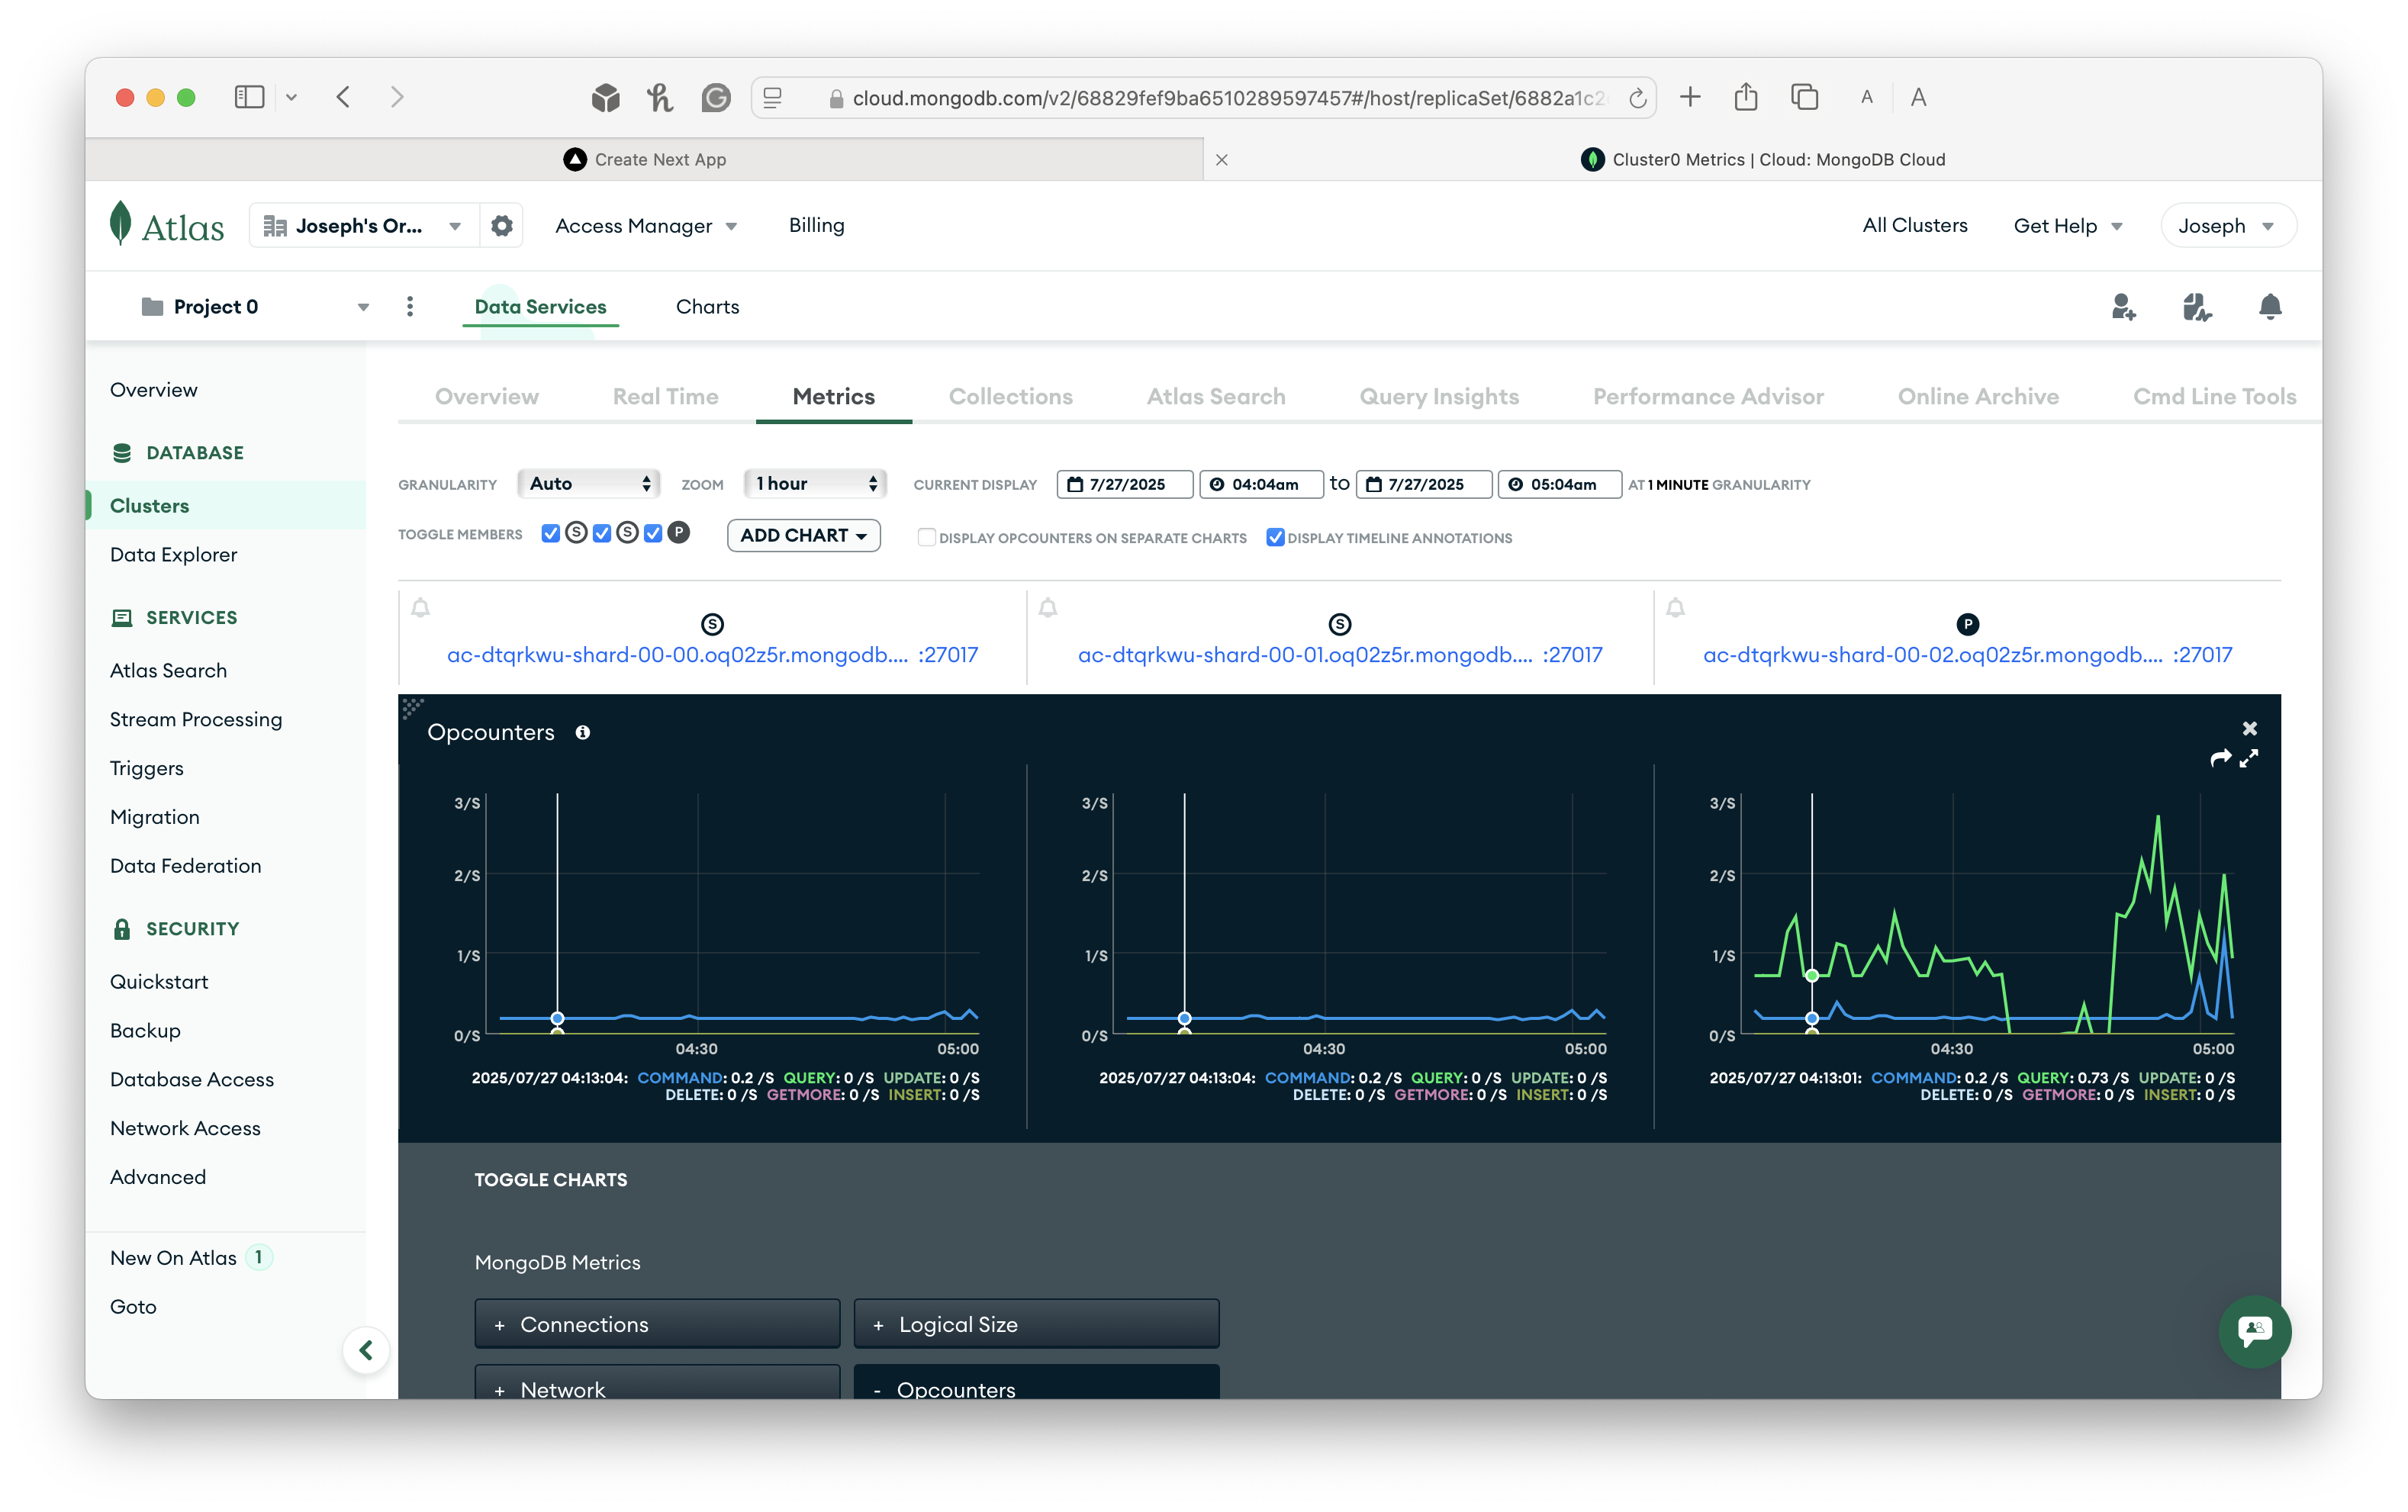 cloud.mongodb.com/v2/68829fef9ba6510289597457#/host/replicaSet/6882a1c2
A A
Create Next App
Cluster0 Metrics | Cloud: MongoDB Cloud
Atlas
Joseph's Or...
Access Manager
Billing
All Clusters
Get Help
Joseph
Project 0
Data Services
Charts
Overview
DATABASE
Clusters
Data Explorer
SERVICES
Atlas Search
Stream Processing
Triggers
Migration
Data Federation
SECURITY
Quickstart
Backup
Database Access
Network Access
Advanced
New On Atlas 1
Goto
Overview
Real Time
Metrics
Collections
Atlas Search
Query Insights
Performance Advisor
Online Archive
Cmd Line Tools
GRANULARITY Auto ZOOM 1 hour CURRENT DISPLAY 7/27/2025 04:04am to 7/27/2025 05:04am AT 1 MINUTE GRANULARITY
TOGGLE MEMBERS S S P ADD CHART DISPLAY OPCOUNTERS ON SEPARATE CHARTS DISPLAY TIMELINE ANNOTATIONS
S
ac-dtqrkwu-shard-00-00.oq02z5r.mongodb.... :27017
S
ac-dtqrkwu-shard-00-01.oq02z5r.mongodb.... :27017
P
ac-dtqrkwu-shard-00-02.oq02z5r.mongodb.... :27017
Opcounters
3/S
2/S
1/S
0/S
04:30 05:00
2025/07/27 04:13:04: COMMAND: 0.2 /S QUERY: 0 /S UPDATE: 0 /S
DELETE: 0 /S GETMORE: 0 /S INSERT: 0 /S
3/S
2/S
1/S
0/S
04:30 05:00
2025/07/27 04:13:04: COMMAND: 0.2 /S QUERY: 0 /S UPDATE: 0 /S
DELETE: 0 /S GETMORE: 0 /S INSERT: 0 /S
3/S
2/S
1/S
0/S
04:30 05:00
2025/07/27 04:13:01: COMMAND: 0.2 /S QUERY: 0.73 /S UPDATE: 0 /S
DELETE: 0 /S GETMORE: 0 /S INSERT: 0 /S
TOGGLE CHARTS
MongoDB Metrics
+ Connections
+ Logical Size
+ Network
- Opcounters